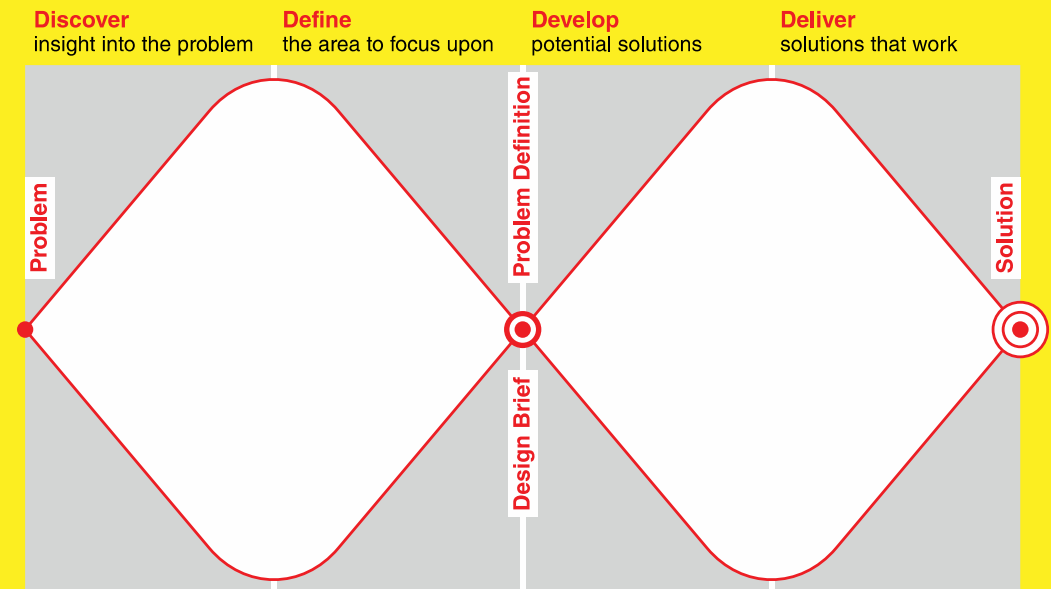 Discover
insight into the problem
Define
the area to focus upon
Develop
potential solutions
Deliver
solutions that work
Problem
Problem Definition
Design Brief
Solution